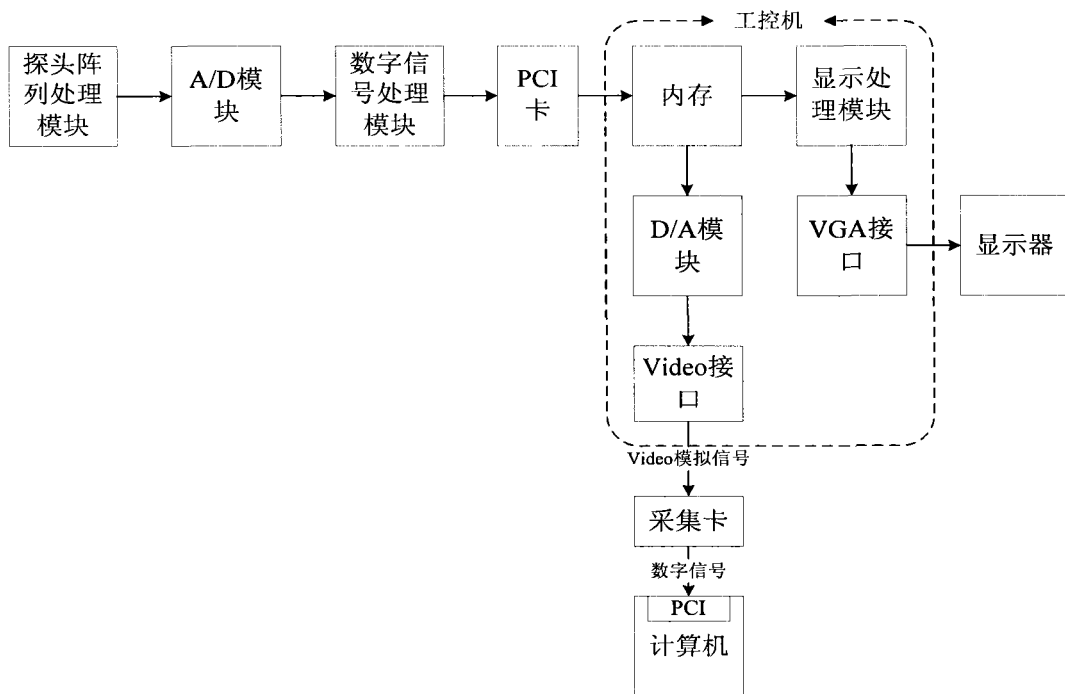 工控机
探头阵
列处理
模块
A/D模
块
数字信
号处理
模块
PCI
卡
内存
显示处
理模块
D/A模
块
VGA接
口
显示器
Video接
口
Video模拟信号
采集卡
数字信号
PCI
计算机